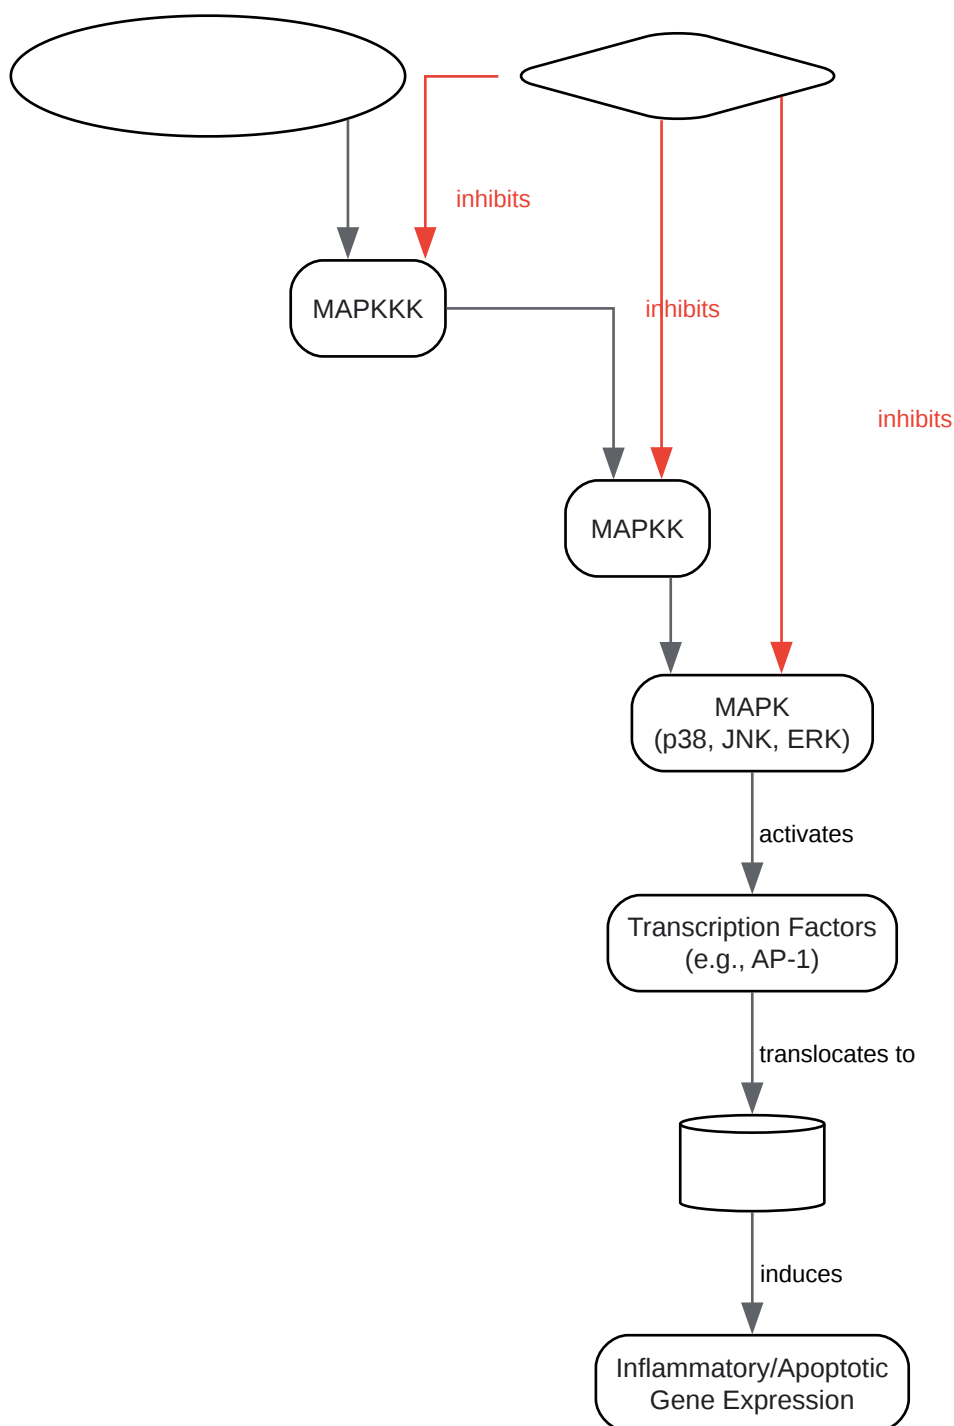 inhibits
MAPKKK
inhibits
inhibits
MAPKK
MAPK
(p38, JNK, ERK)
activates
Transcription Factors
(e.g., AP-1)
translocates to
induces
Inflammatory/Apoptotic
Gene Expression